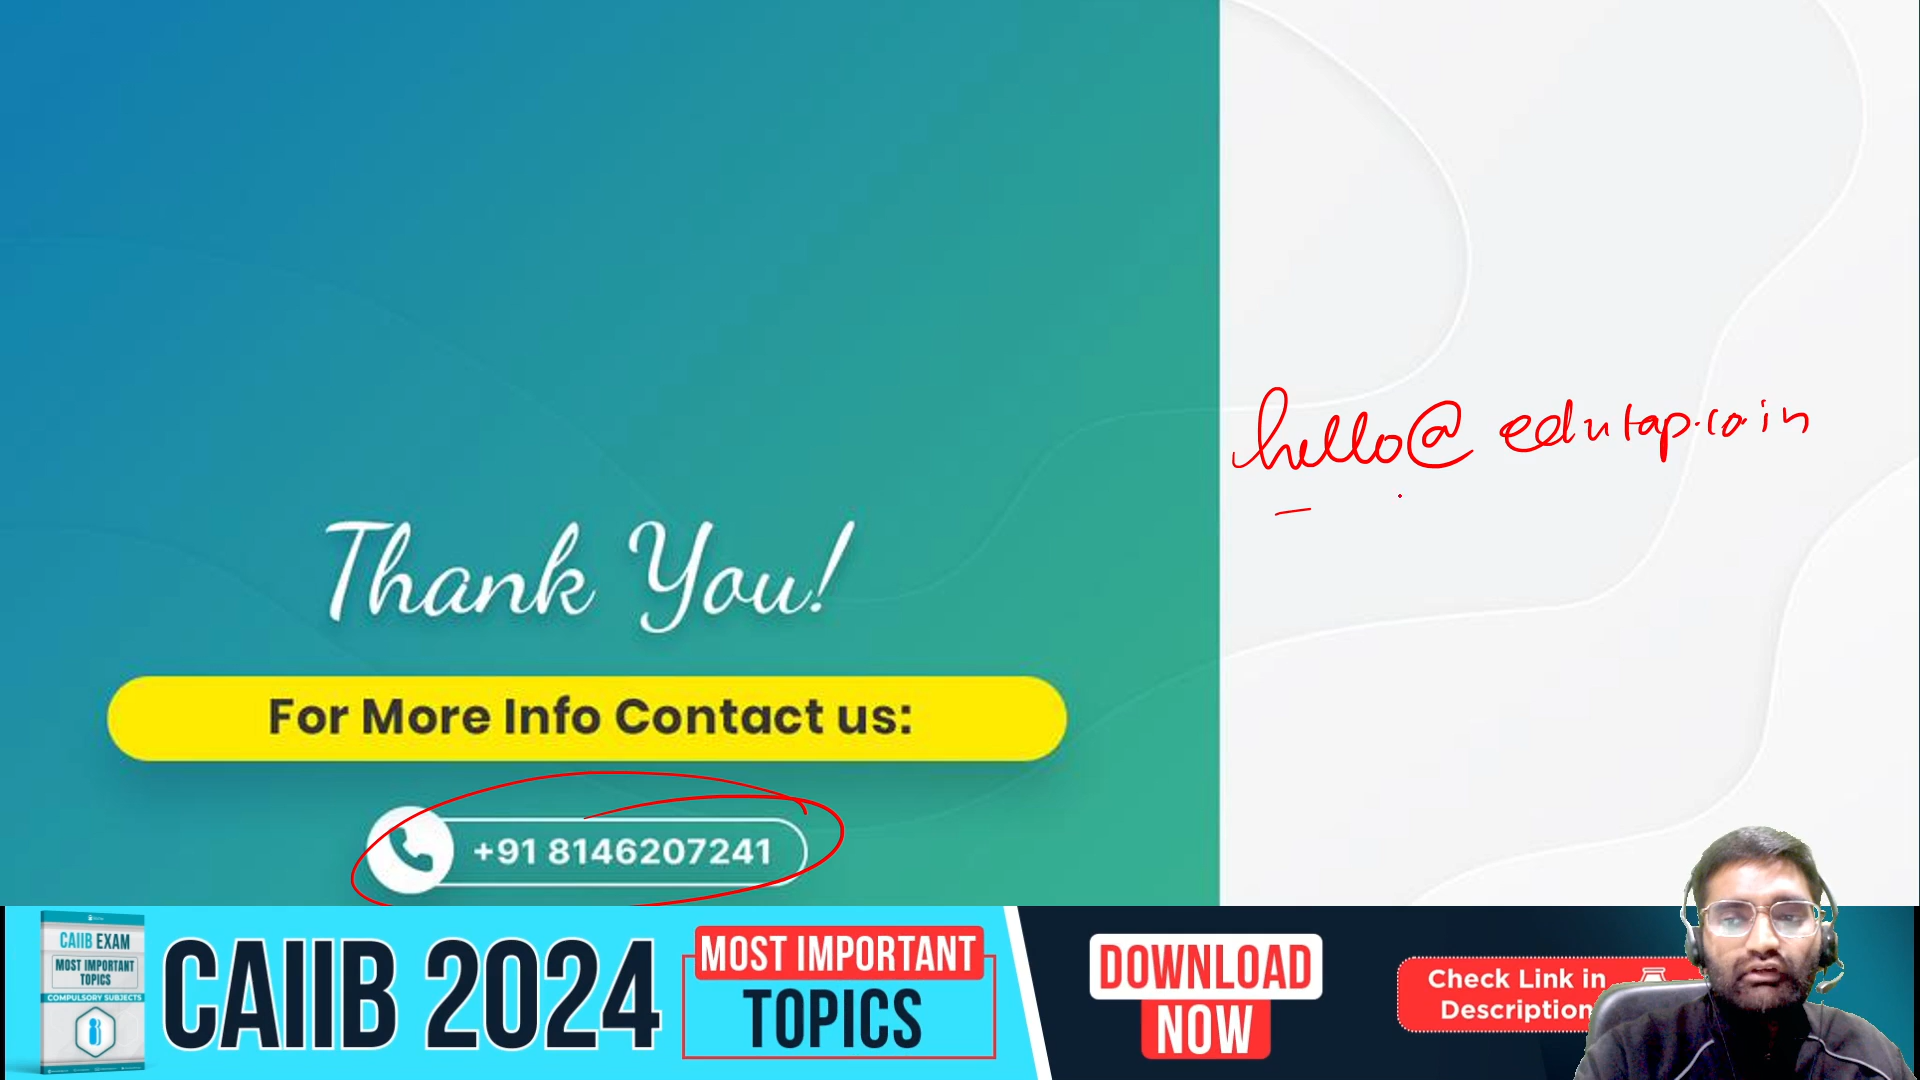 hello@edutap.co.in
Thank You!
For More Info Contact us:
+91 8146207241
CAIIB EXAM
MOST IMPORTANT
TOPICS
COMPULSORY SUBJECTS
CAIIB 2024
MOST IMPORTANT
TOPICS
DOWNLOAD
NOW
Check Link in
Description